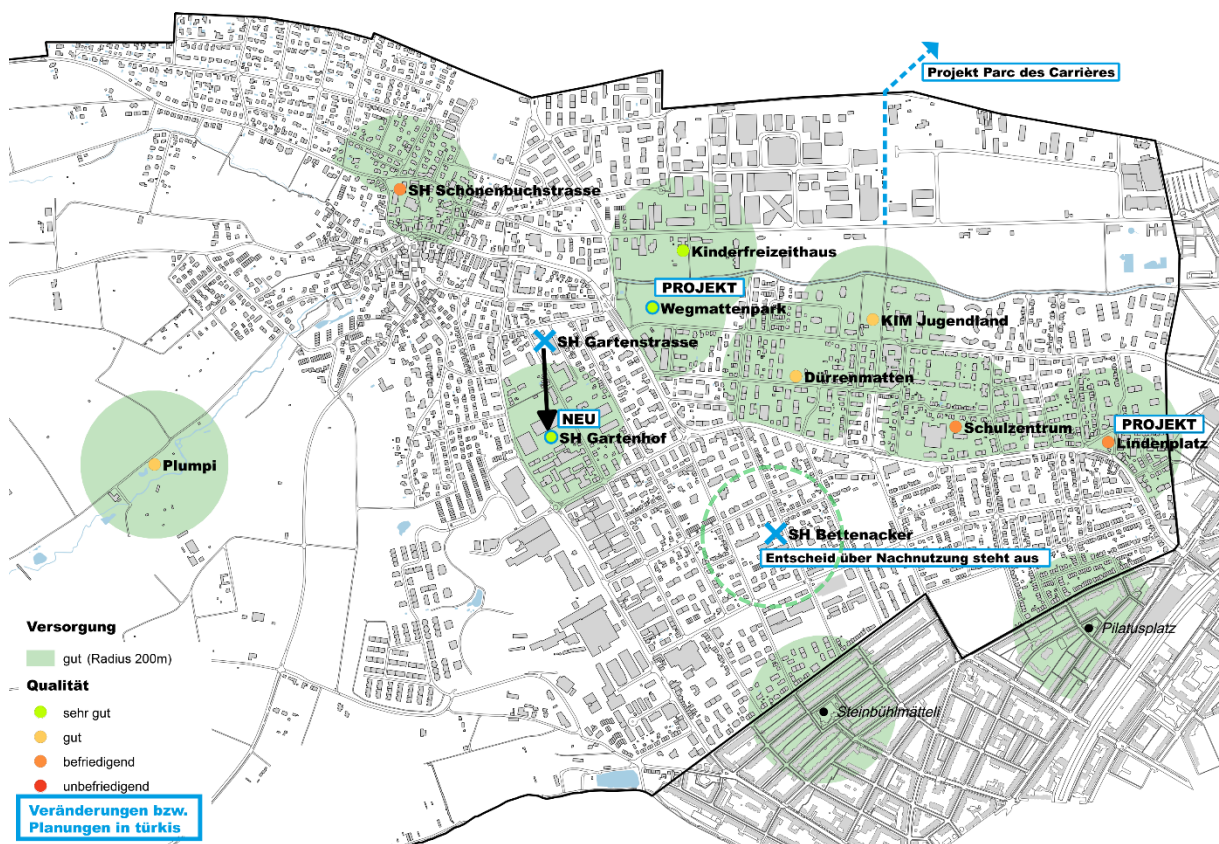 Projekt Parc des Carrières
SH Schönenbuchstrasse
Kinderfreizeithaus
PROJEKT
Wegmattenpark
KIM Jugendland
SH Gartenstrasse
Dürrenmatten
NEU
SH Gartenhof
Schulzentrum
PROJEKT
Lindenplatz
Plumpi
SH Bettenacker
Entscheid über Nachnutzung steht aus
Pilatusplatz
Steinbühlmätteli
Versorgung
gut (Radius 200m)
Qualität
sehr gut
gut
befriedigend
unbefriedigend
Veränderungen bzw.
Planungen in türkis